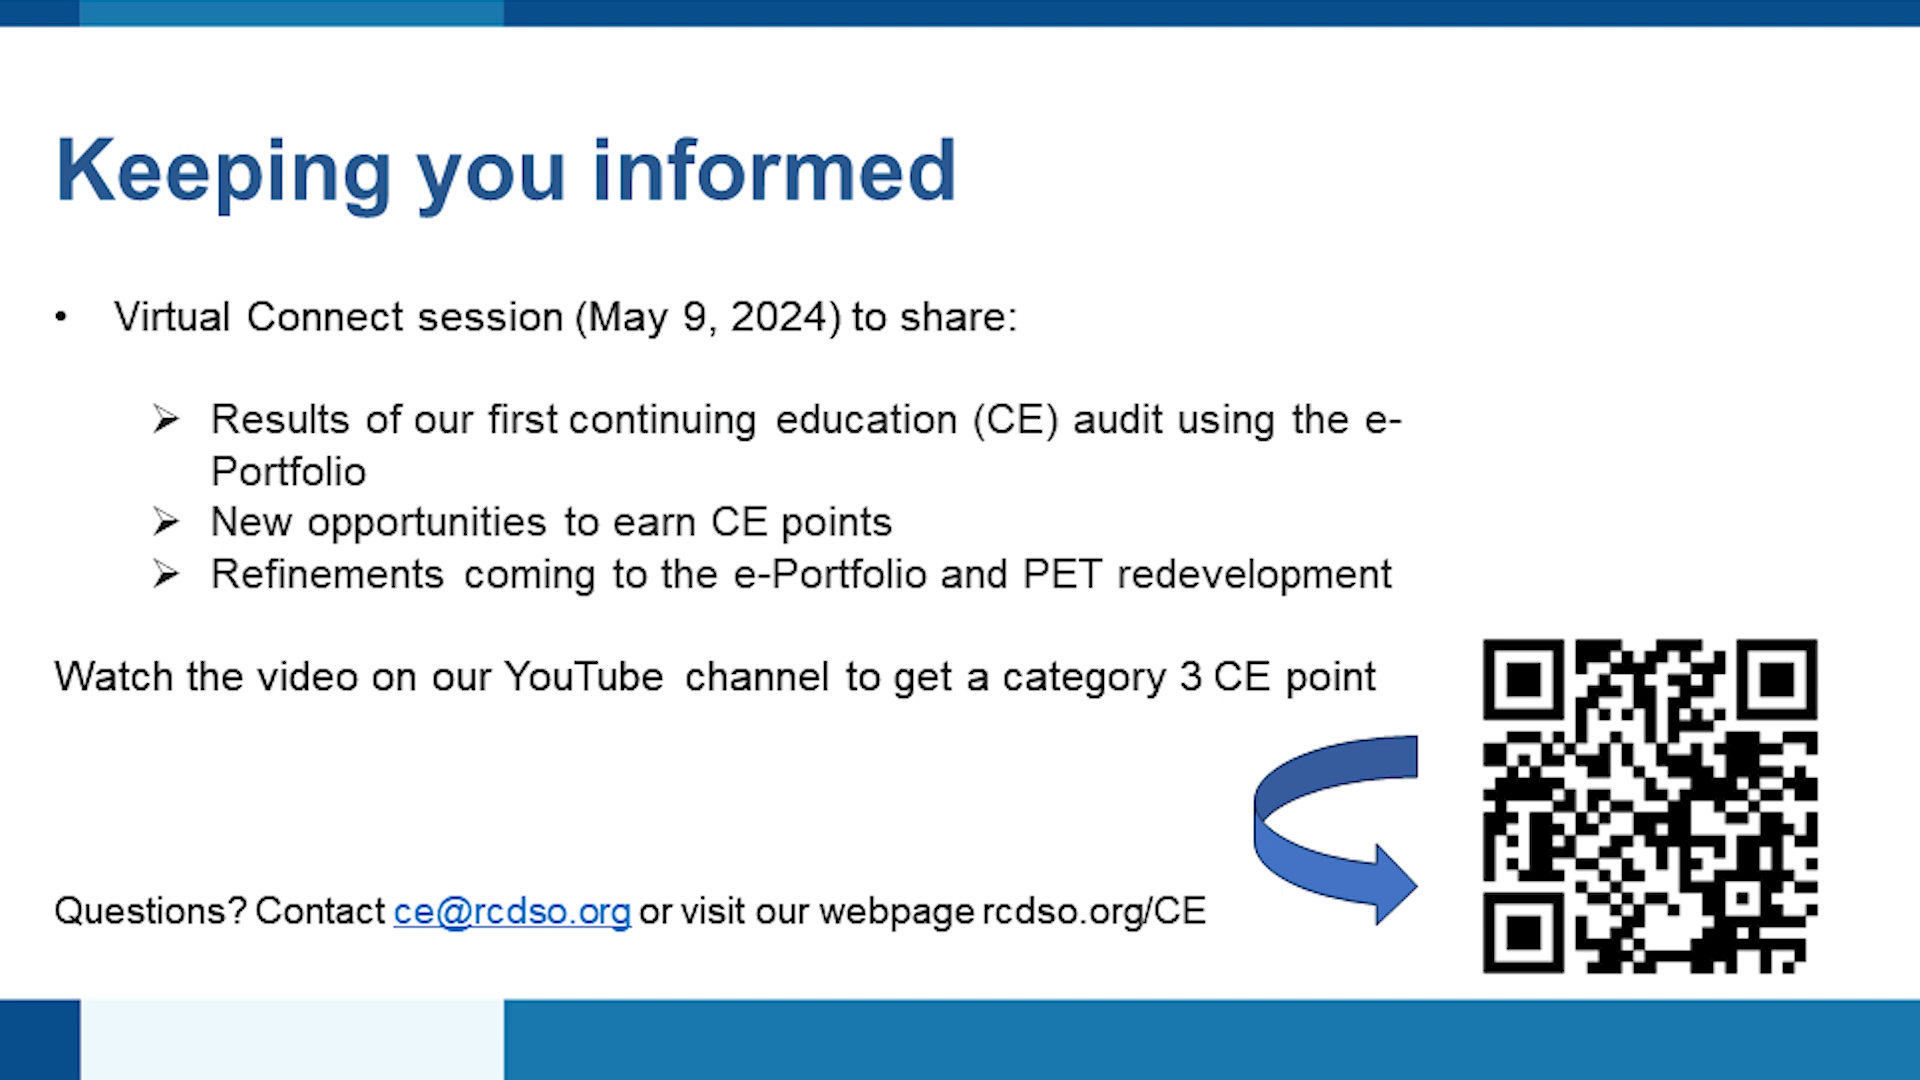 Keeping you informed
• Virtual Connect session (May 9, 2024) to share:
➢ Results of our first continuing education (CE) audit using the e-
Portfolio
➢ New opportunities to earn CE points
➢ Refinements coming to the e-Portfolio and PET redevelopment
Watch the video on our YouTube channel to get a category 3 CE point
Questions? Contact ce@rcdso.org or visit our webpage rcdso.org/CE